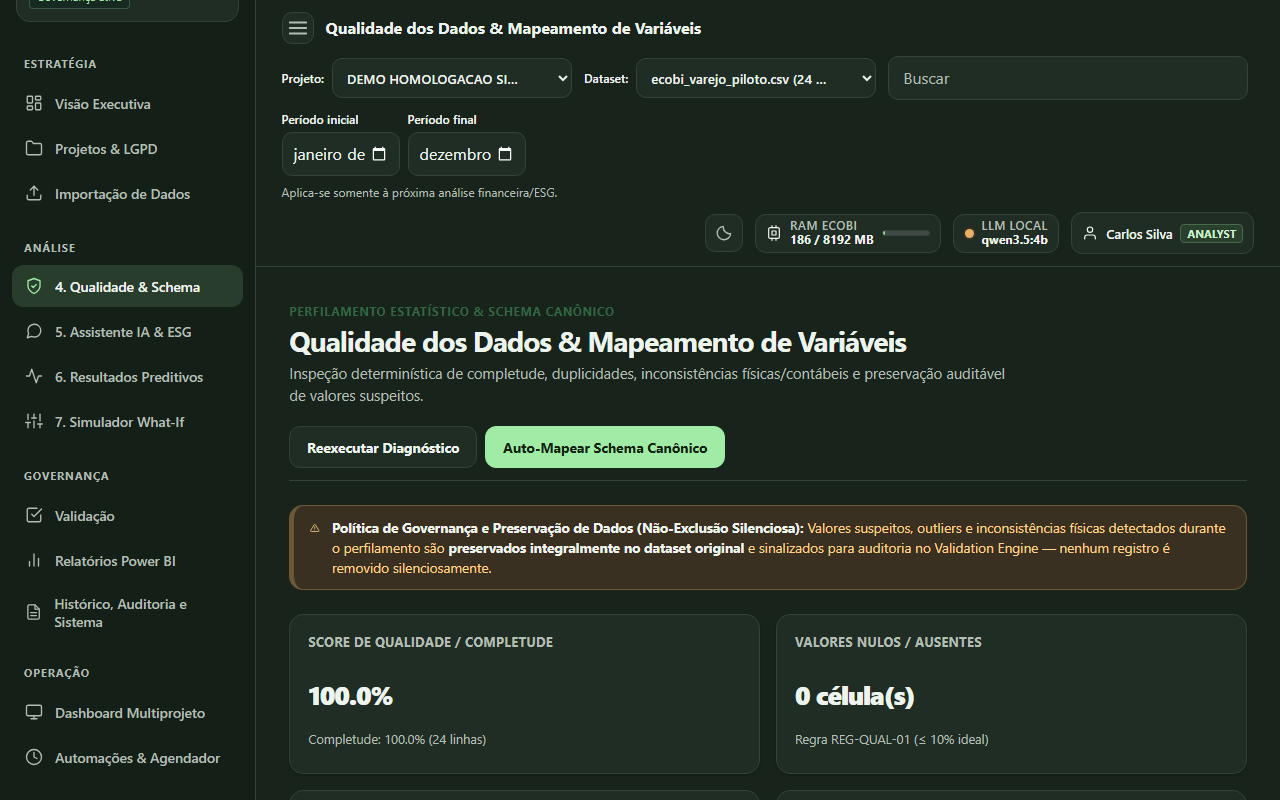 ESTRATÉGIA
Visão Executiva
Projetos & LGPD
Importação de Dados
ANÁLISE
4. Qualidade & Schema
5. Assistente IA & ESG
6. Resultados Preditivos
7. Simulador What-If
GOVERNANÇA
Validação
Relatórios Power BI
Histórico, Auditoria e
Sistema
OPERAÇÃO
Dashboard Multiprojeto
Automações & Agendador
Qualidade dos Dados & Mapeamento de Variáveis
Projeto: DEMO HOMOLOGACAO SI... Dataset: ecobi_varejo_piloto.csv (24 ... Buscar
Período inicial Período final
janeiro de dezembro
Aplica-se somente à próxima análise financeira/ESG.
RAM ECOBI
186 / 8192 MB
LLM LOCAL
qwen3.5:4b
Carlos Silva ANALYST
PERFILAMENTO ESTATÍSTICO & SCHEMA CANÔNICO
Qualidade dos Dados & Mapeamento de Variáveis
Inspeção determinística de completude, duplicidades, inconsistências físicas/contábeis e preservação auditável
de valores suspeitos.
Reexecutar Diagnóstico Auto-Mapear Schema Canônico
Política de Governança e Preservação de Dados (Não-Exclusão Silenciosa): Valores suspeitos, outliers e inconsistências físicas detectados durante
o perfilamento são preservados integralmente no dataset original e sinalizados para auditoria no Validation Engine — nenhum registro é
removido silenciosamente.
SCORE DE QUALIDADE / COMPLETUDE
100.0%
Completude: 100.0% (24 linhas)
VALORES NULOS / AUSENTES
0 célula(s)
Regra REG-QUAL-01 (≤ 10% ideal)